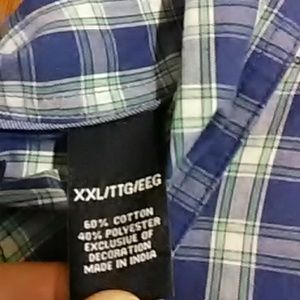 XXL/TTG/EEG
60% COTTON
40% POLYESTER
EXCLUSIVE OF
DECORATION
MADE IN INDIA